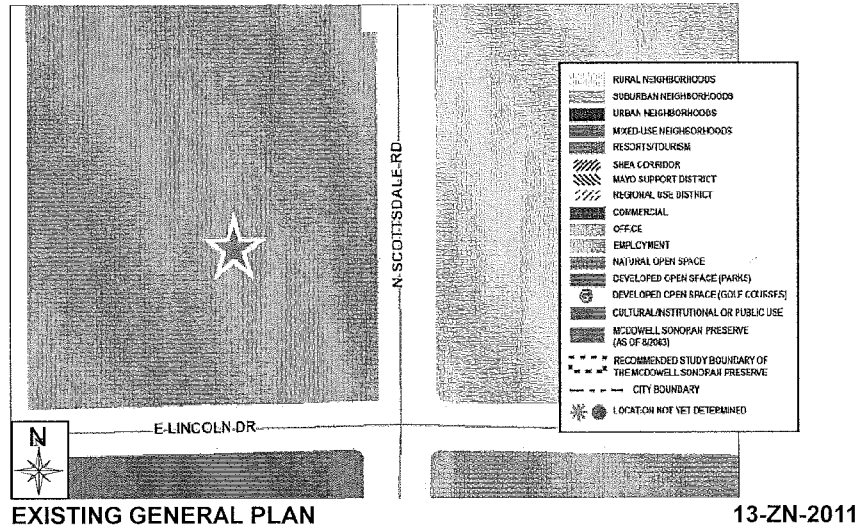 N-SCOTTSDALE-RD
RURAL NEIGHBORHOODS
SUBURBAN NEIGHBORHOODS
URBAN NEIGHBORHOODS
MIXED-USE NEIGHBORHOODS
RESORTS/TOURISM
SHEA CORRIDOR
MAYO SUPPORT DISTRICT
REGIONAL USE DISTRICT
COMMERCIAL
OFFICE
EMPLOYMENT
NATURAL OPEN SPACE
DEVELOPED OPEN SPACE (PARKS)
DEVELOPED OPEN SPACE (GOLF COURSES)
CULTURAL/INSTITUTIONAL OR PUBLIC USE
MCDOWELL SONORAN PRESERVE
(AS OF 8/2003)
RECOMMENDED STUDY BOUNDARY OF
THE MCDOWELL SONORAN PRESERVE
CITY BOUNDARY
LOCATION NOT YET DETERMINED
E-LINCOLN-DR
N
EXISTING GENERAL PLAN
13-ZN-2011